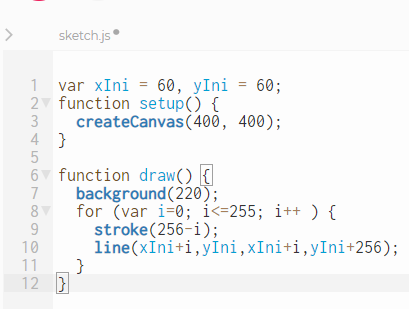 sketch.js
1 var xIni = 60, yIni = 60;
2 function setup() {
3 createCanvas(400, 400);
4 }
5
6 function draw() {
7 background(220);
8 for (var i=0; i<=255; i++ ) {
9 stroke(256-i);
10 line(xIni+i,yIni,xIni+i,yIni+256);
11 }
12 }